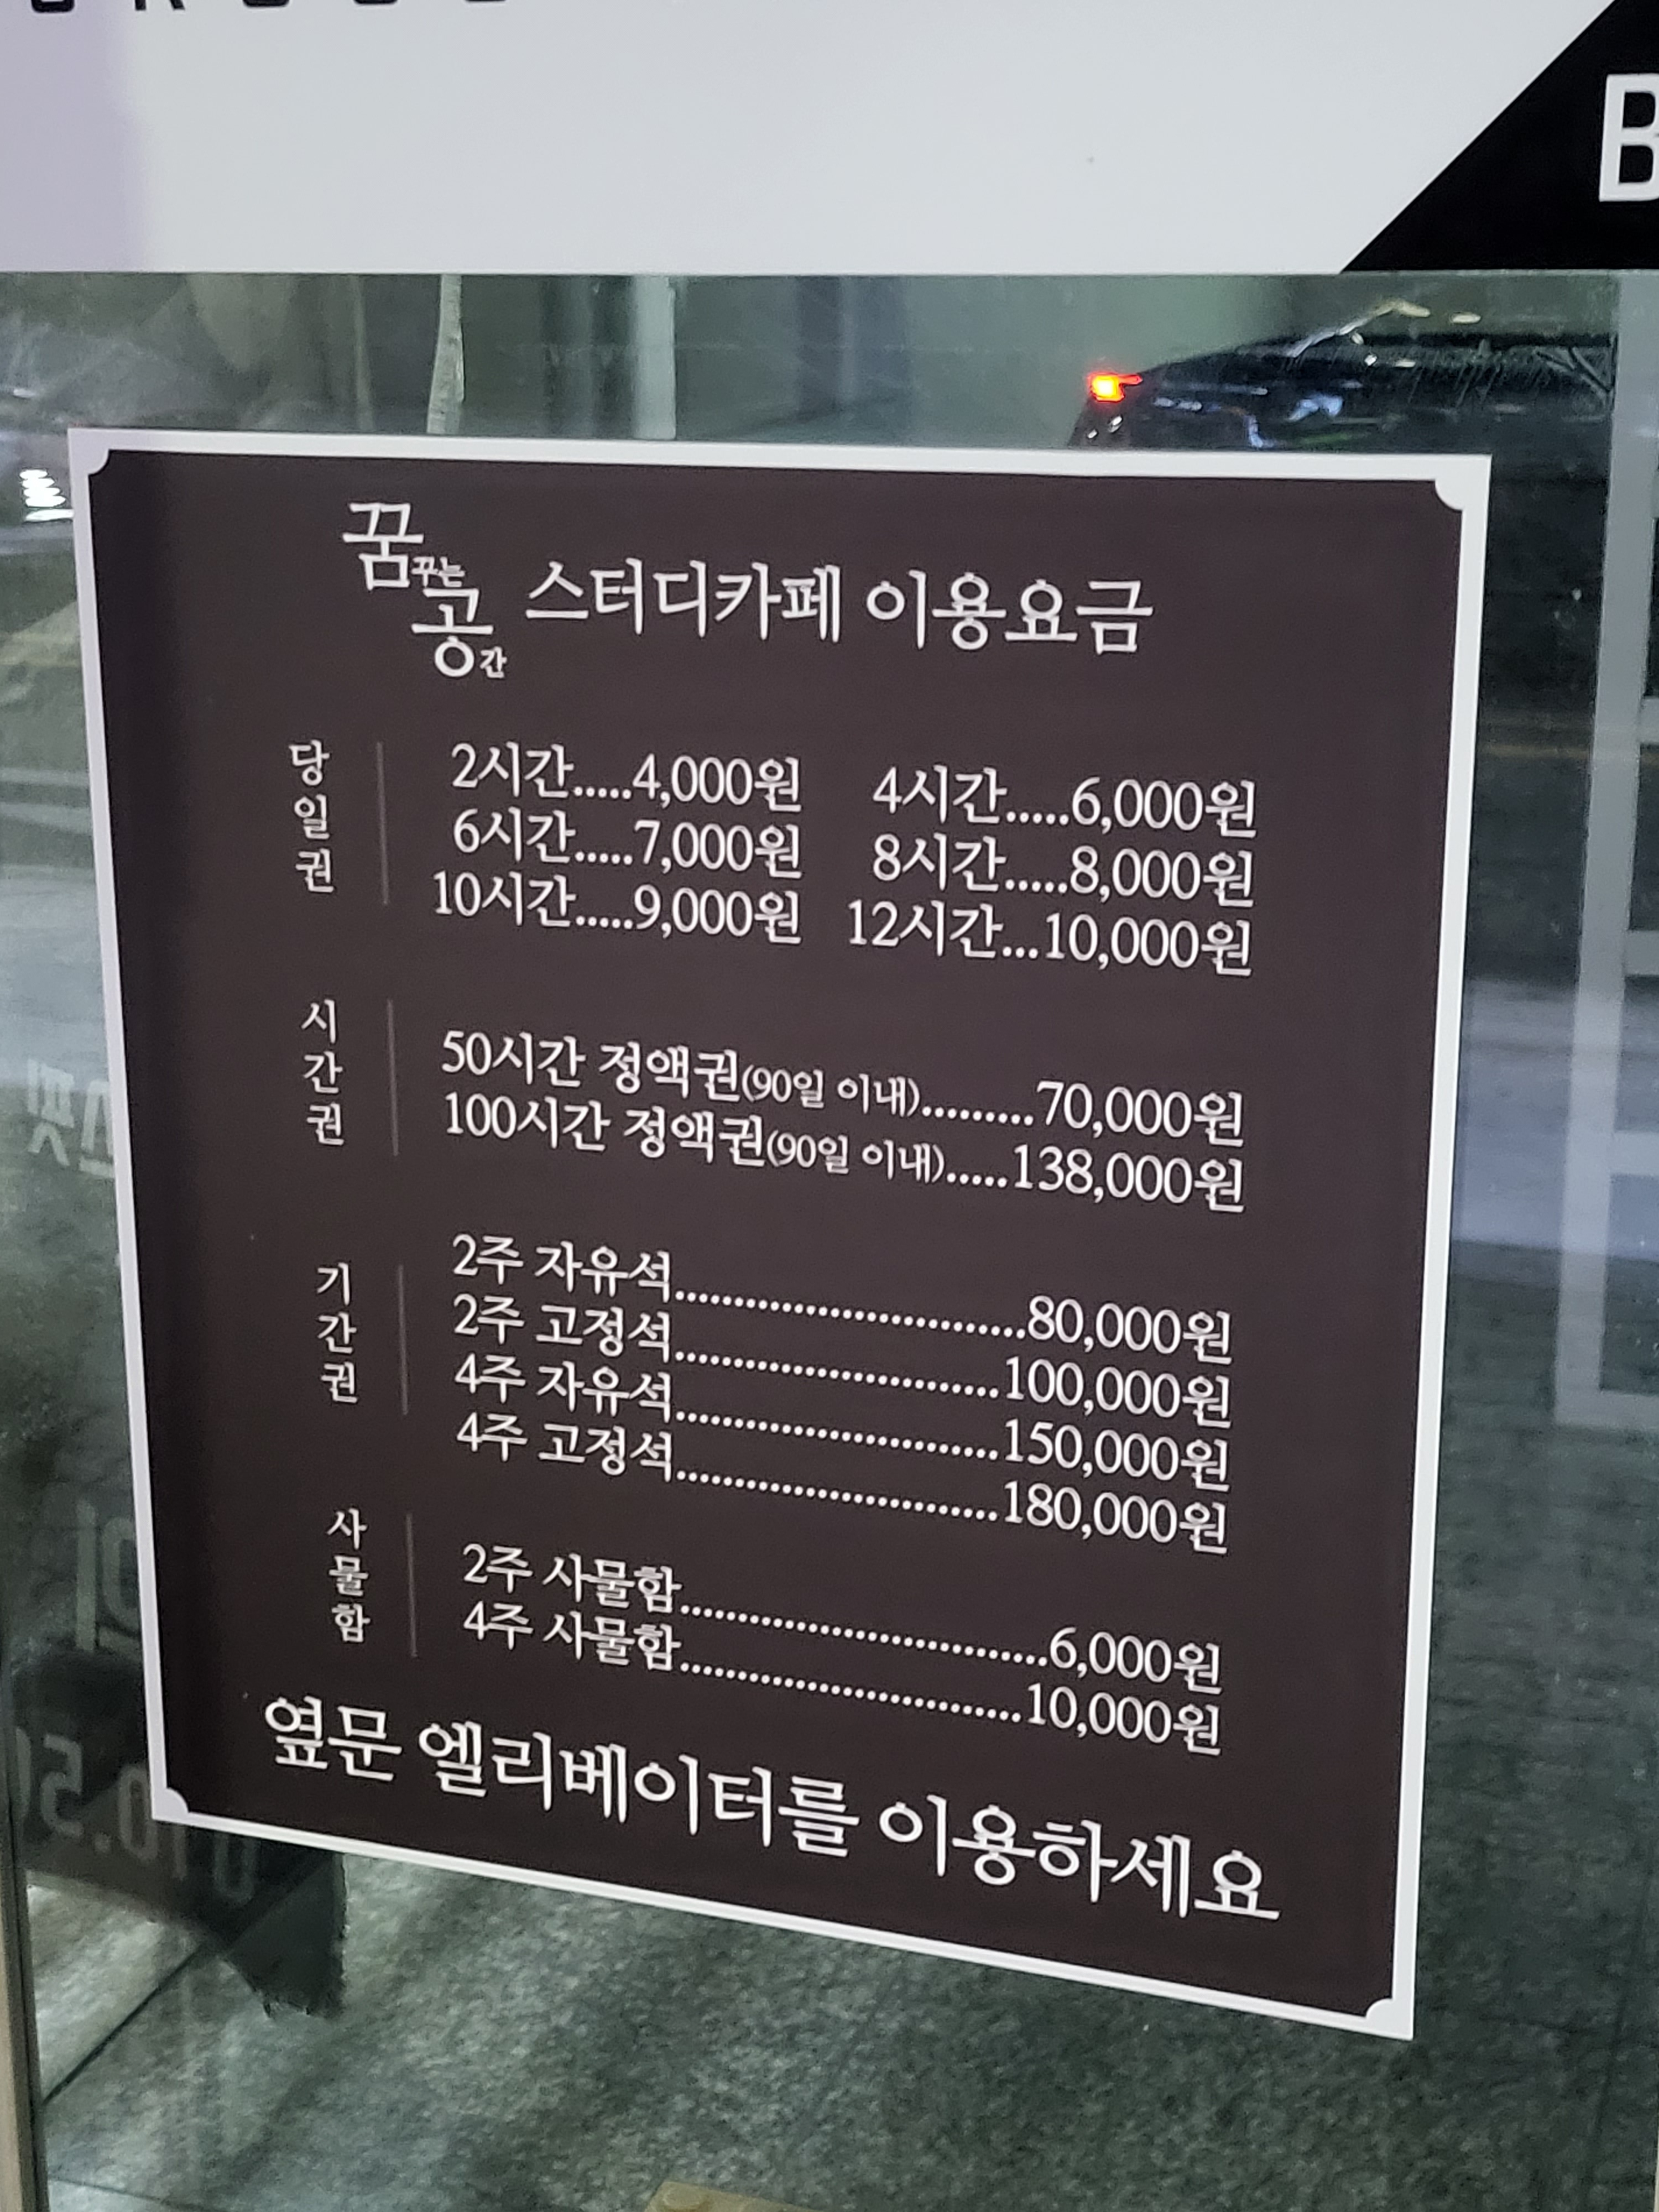 B
꿈꾸는
공간
스터디카페 이용요금
당일권
2시간.....4,000원 4시간.....6,000원
6시간.....7,000원 8시간.....8,000원
10시간.....9,000원 12시간...10,000원
시간권
50시간 정액권(90일 이내).........70,000원
100시간 정액권(90일 이내).....138,000원
기간권
2주 자유석..............................80,000원
2주 고정석...........................100,000원
4주 자유석...........................150,000원
4주 고정석...........................180,000원
사물함
2주 사물함...............................6,000원
4주 사물함.............................10,000원
옆문 엘리베이터를 이용하세요